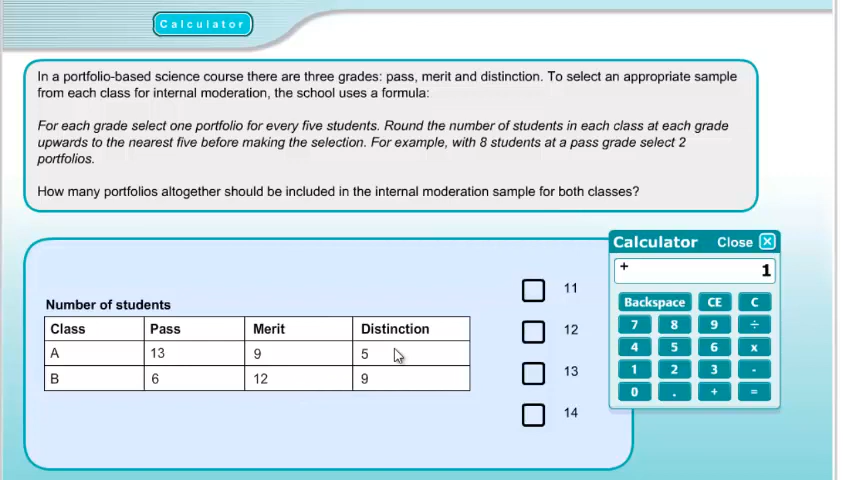 Calculator
In a portfolio-based science course there are three grades: pass, merit and distinction. To select an appropriate sample
from each class for internal moderation, the school uses a formula:
For each grade select one portfolio for every five students. Round the number of students in each class at each grade
upwards to the nearest five before making the selection. For example, with 8 students at a pass grade select 2
portfolios.
How many portfolios altogether should be included in the internal moderation sample for both classes?
Number of students
Class Pass Merit Distinction
A 13 9 5
B 6 12 9
11
12
13
14
Calculator Close
+ 1
Backspace CE C
7 8 9 ÷
4 5 6 x
1 2 3 -
0 . + =